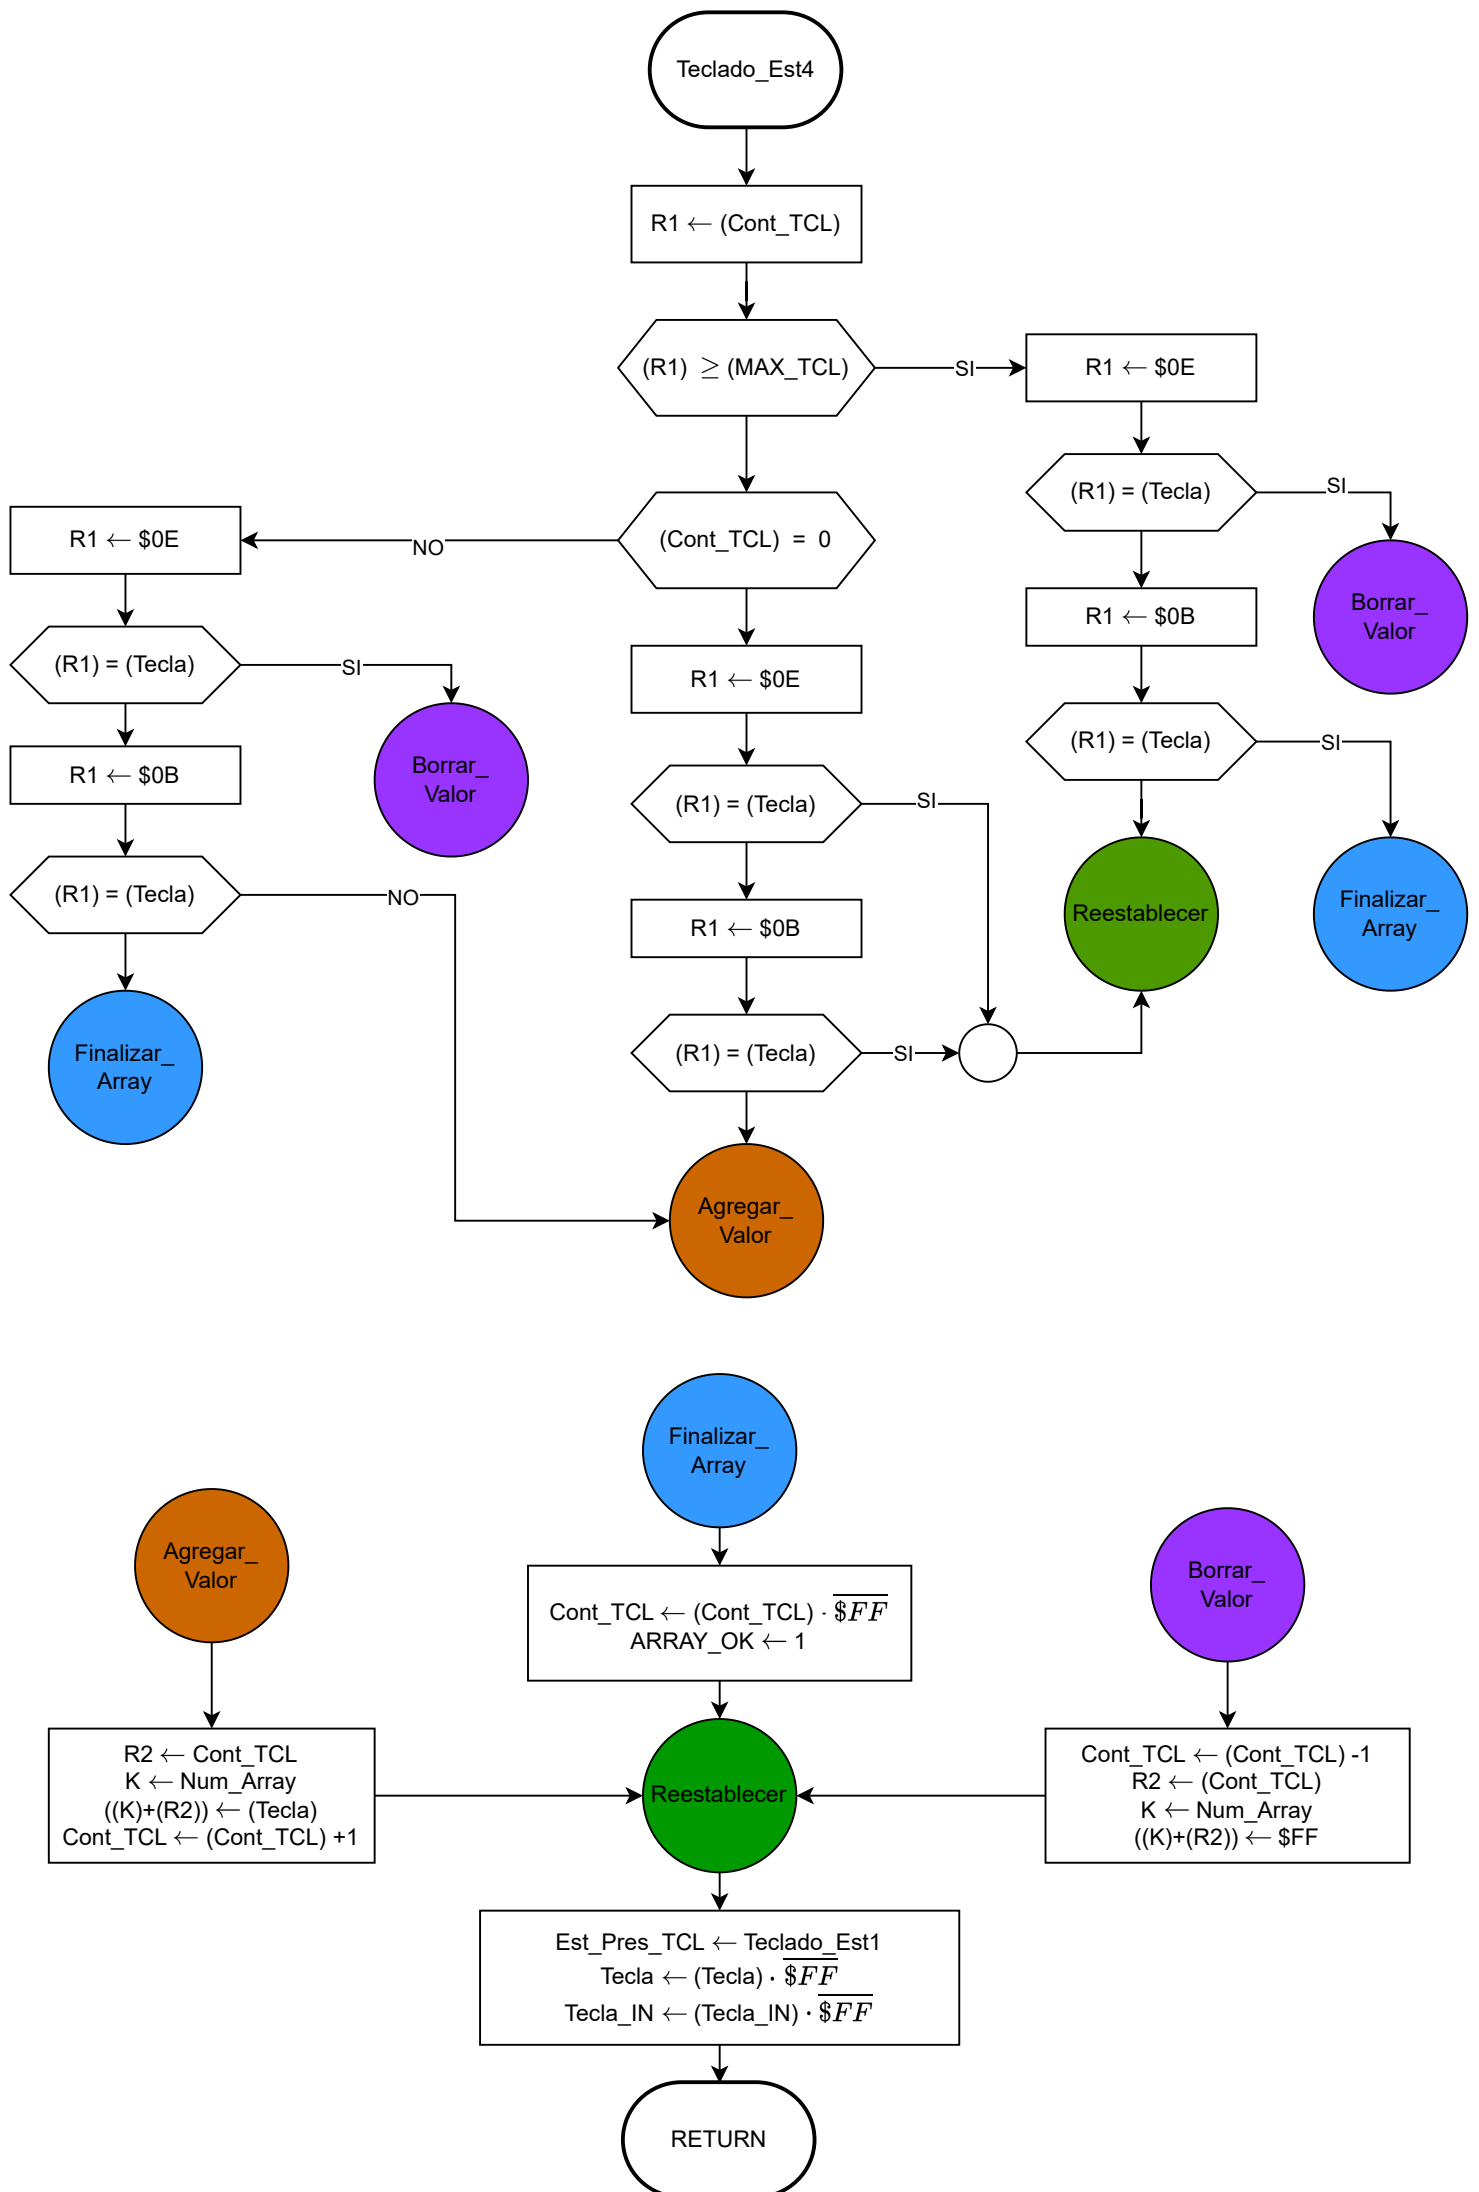 Teclado_Est4
R1 ← (Cont_TCL)
(R1) ≥ (MAX_TCL)
SI
R1 ← $0E
(R1) = (Tecla)
SI
Borrar_
Valor
R1 ← $0B
(R1) = (Tecla)
SI
Reestablecer
Finalizar_
Array
(Cont_TCL) = 0
NO
R1 ← $0E
(R1) = (Tecla)
SI
Borrar_
Valor
R1 ← $0B
(R1) = (Tecla)
NO
Finalizar_
Array
R1 ← $0E
(R1) = (Tecla)
SI
R1 ← $0B
(R1) = (Tecla)
SI
Agregar_
Valor
Finalizar_
Array
Cont_TCL ← (Cont_TCL) · $\overline{\$FF}$
ARRAY_OK ← 1
Agregar_
Valor
R2 ← Cont_TCL
K ← Num_Array
((K)+(R2)) ← (Tecla)
Cont_TCL ← (Cont_TCL) +1
Borrar_
Valor
Cont_TCL ← (Cont_TCL) -1
R2 ← (Cont_TCL)
K ← Num_Array
((K)+(R2)) ← $FF
Reestablecer
Est_Pres_TCL ← Teclado_Est1
Tecla ← (Tecla) · $\overline{\$FF}$
Tecla_IN ← (Tecla_IN) · $\overline{\$FF}$
RETURN